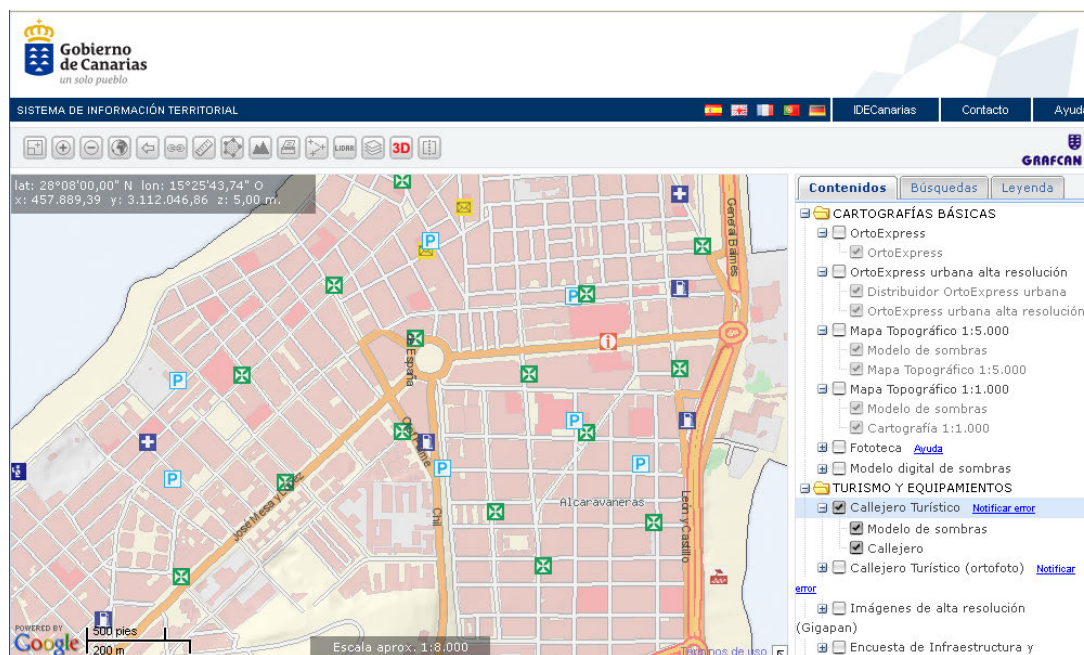 Gobierno
de Canarias
un solo pueblo
SISTEMA DE INFORMACIÓN TERRITORIAL
IDECanarias
Contacto
Ayuda
LIDAR
3D
GRAFCAN
lat: 28°08'00,00" N lon: 15°25'43,74" O
x: 457.889,39 y: 3.112.046,86 z: 5,00 m.
Contenidos
Búsquedas
Leyenda
CARTOGRAFÍAS BÁSICAS
OrtoExpress
OrtoExpress
OrtoExpress urbana alta resolución
Distribuidor OrtoExpress urbana
OrtoExpress urbana alta resolución
Mapa Topográfico 1:5.000
Modelo de sombras
Mapa Topográfico 1:5.000
Mapa Topográfico 1:1.000
Modelo de sombras
Cartografía 1:1.000
Fototeca Ayuda
Modelo digital de sombras
TURISMO Y EQUIPAMIENTOS
Callejero Turístico Notificar error
Modelo de sombras
Callejero
Callejero Turístico (ortofoto) Notificar
error
Imágenes de alta resolución
(Gigapan)
Encuesta de Infraestructura y
General Balmes
P
P
i
España
P
P
P
P
P
Alcaravaneras
José Mesa y López
Chil
León y Castillo
POWERED BY
Google
500 pies
200 m
Escala aprox. 1:8.000
Términos de uso